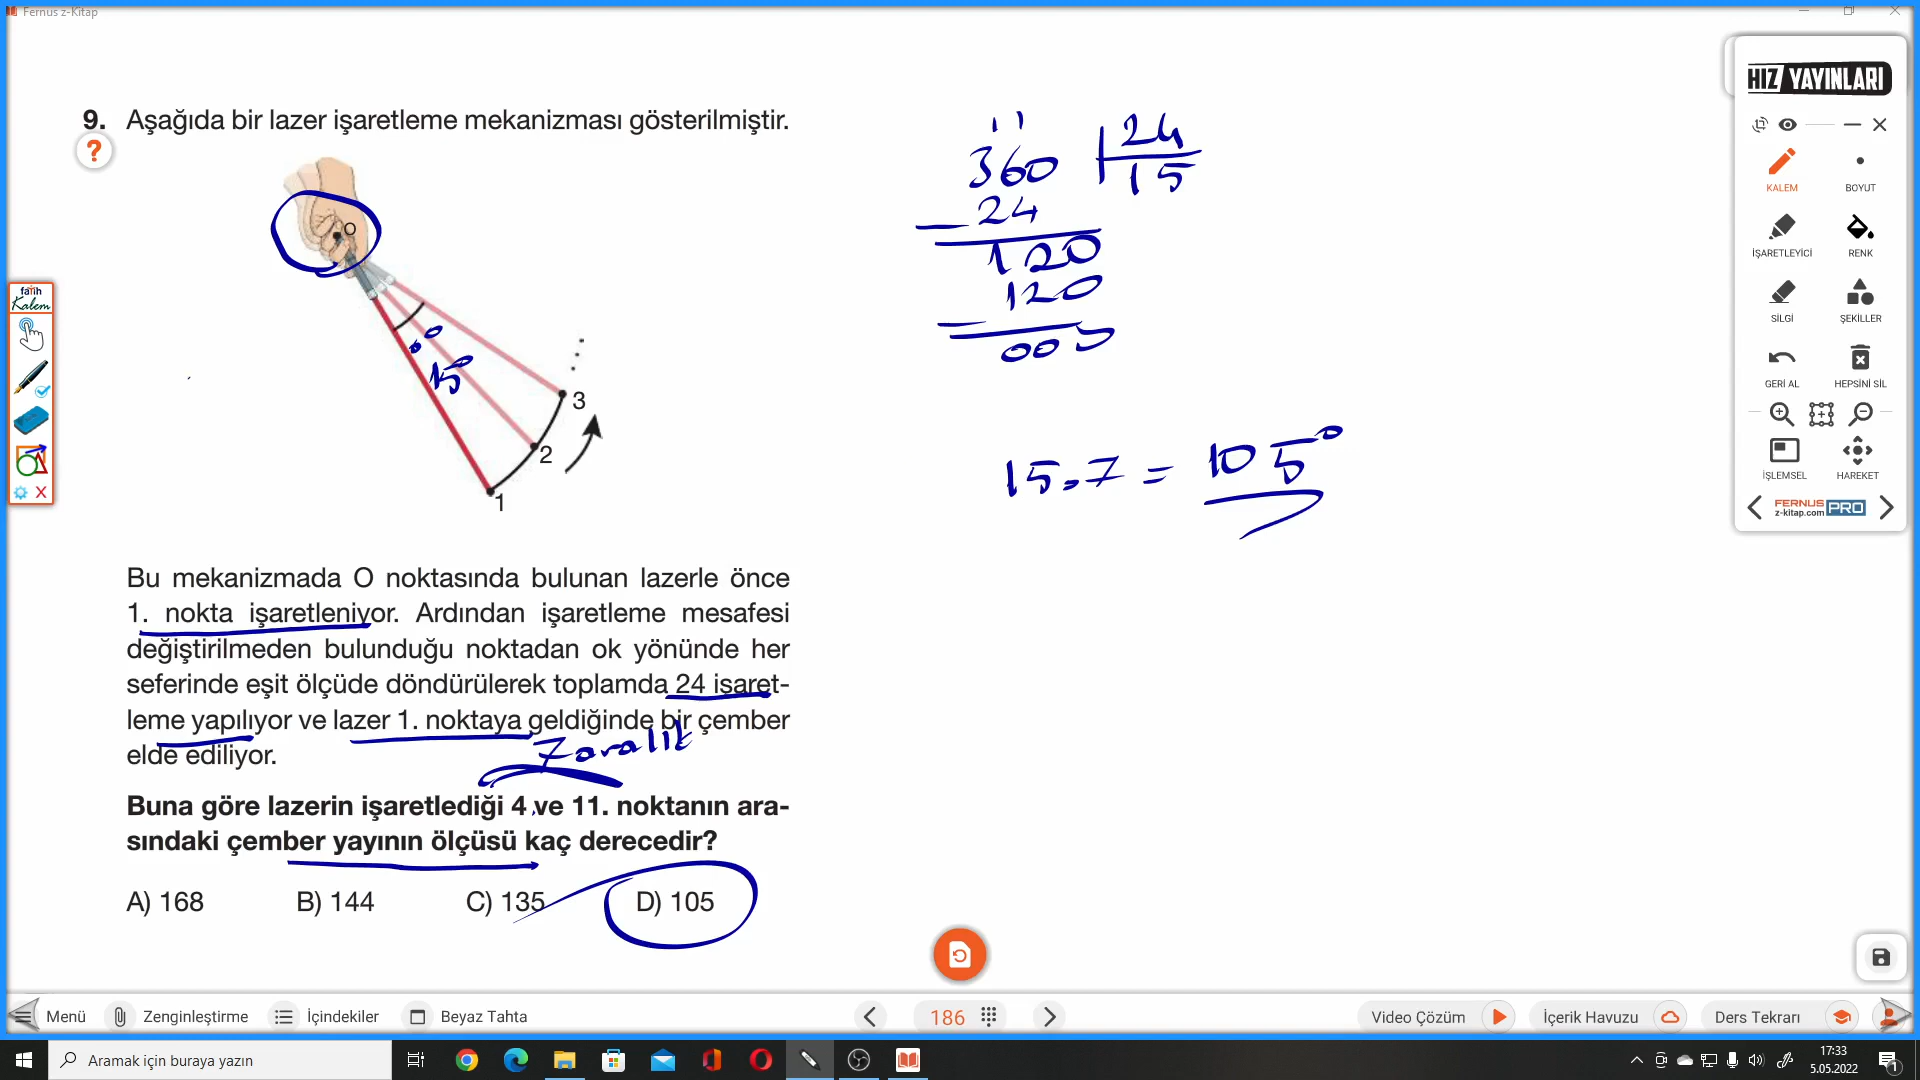 Fernus z-Kitap
9. Aşağıda bir lazer işaretleme mekanizması gösterilmiştir.
?
O
15°
1
2
3
360 24
24 15
120
120
000
15.7 = 105°
Bu mekanizmada O noktasında bulunan lazerle önce
1. nokta işaretleniyor. Ardından işaretleme mesafesi
değiştirilmeden bulunduğu noktadan ok yönünde her
seferinde eşit ölçüde döndürülerek toplamda 24 işaret-
leme yapılıyor ve lazer 1. noktaya geldiğinde bir çember
elde ediliyor.
7 aralık
Buna göre lazerin işaretlediği 4 ve 11. noktanın ara-
sındaki çember yayının ölçüsü kaç derecedir?
A) 168 B) 144 C) 135 D) 105
fatih
Kalem
X
HIZ YAYINLARI
KALEM BOYUT
İŞARETLEYİCİ RENK
SİLGİ ŞEKİLLER
GERİ AL HEPSİNİ SİL
İŞLEMSEL HAREKET
FERNUS
z-kitap.com PRO
Menü Zenginleştirme İçindekiler Beyaz Tahta 186 Video Çözüm İçerik Havuzu Ders Tekrarı
Aramak için buraya yazın
17:33
5.05.2022
1